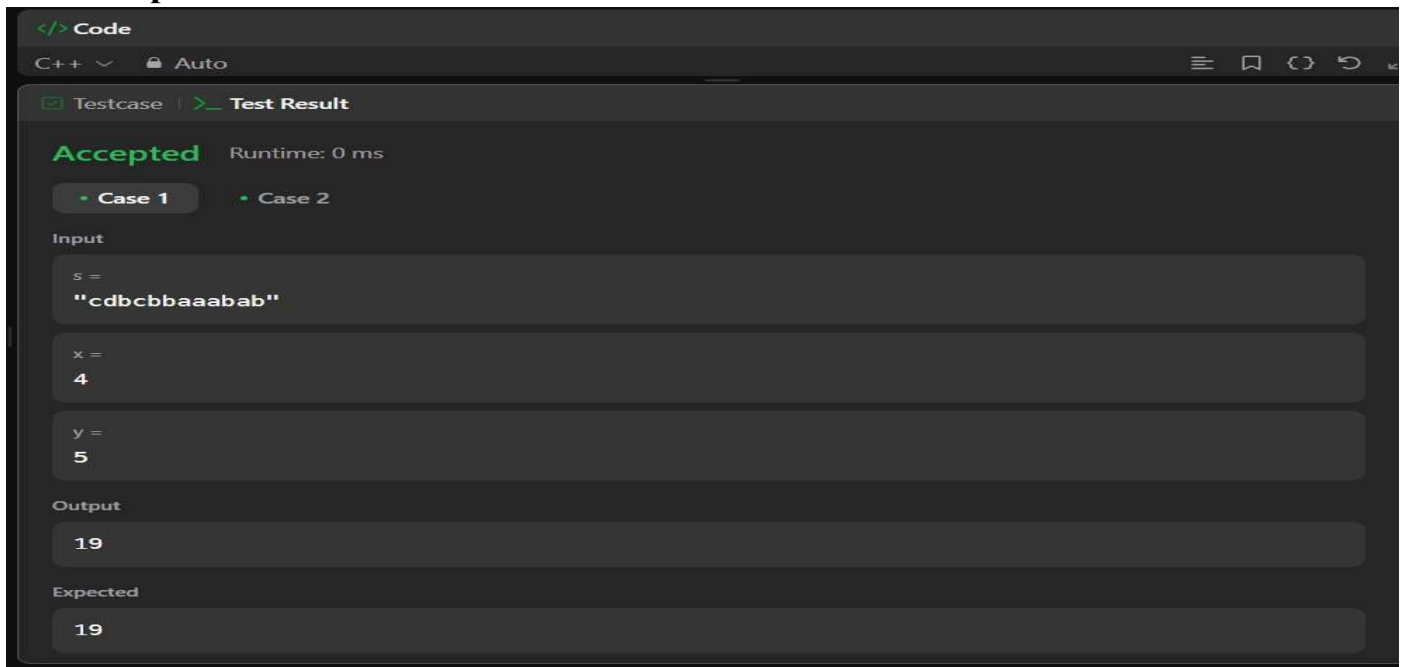 </> Code
C++ Auto
Testcase >_ Test Result
Accepted Runtime: 0 ms
• Case 1 • Case 2
Input
s =
"cdbcbbaaabab"
x =
4
y =
5
Output
19
Expected
19